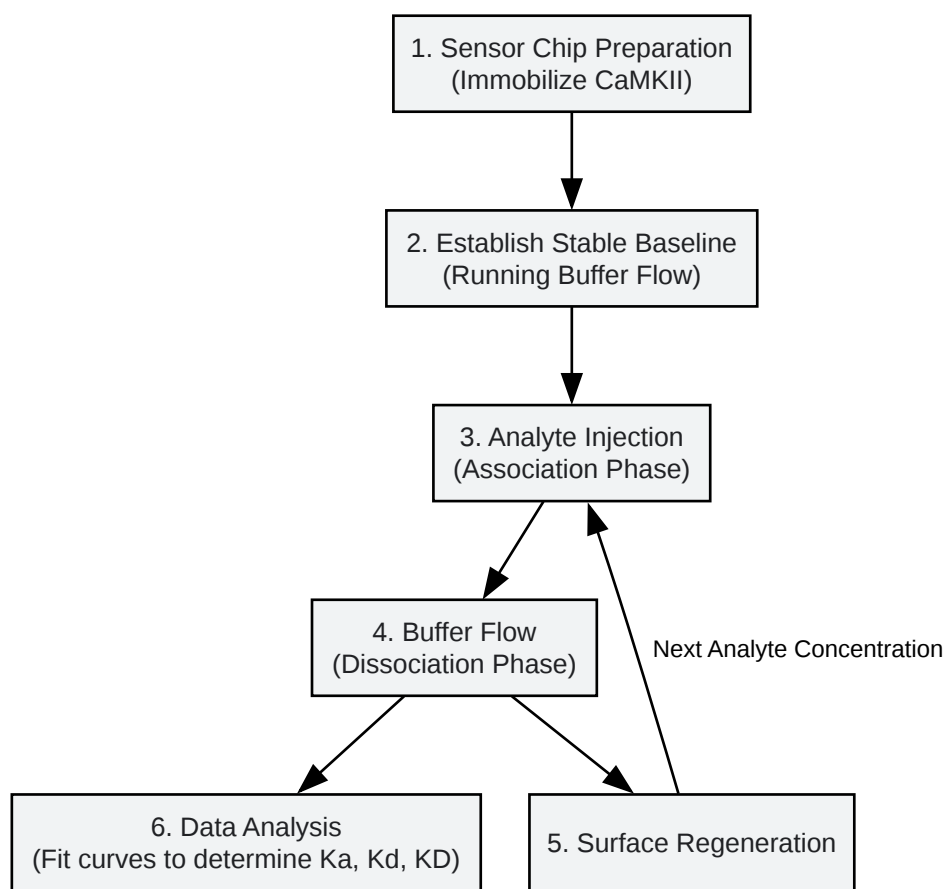 1. Sensor Chip Preparation
(Immobilize CaMKII)
2. Establish Stable Baseline
(Running Buffer Flow)
3. Analyte Injection
(Association Phase)
4. Buffer Flow
(Dissociation Phase)
Next Analyte Concentration
6. Data Analysis
(Fit curves to determine Ka, Kd, KD)
5. Surface Regeneration